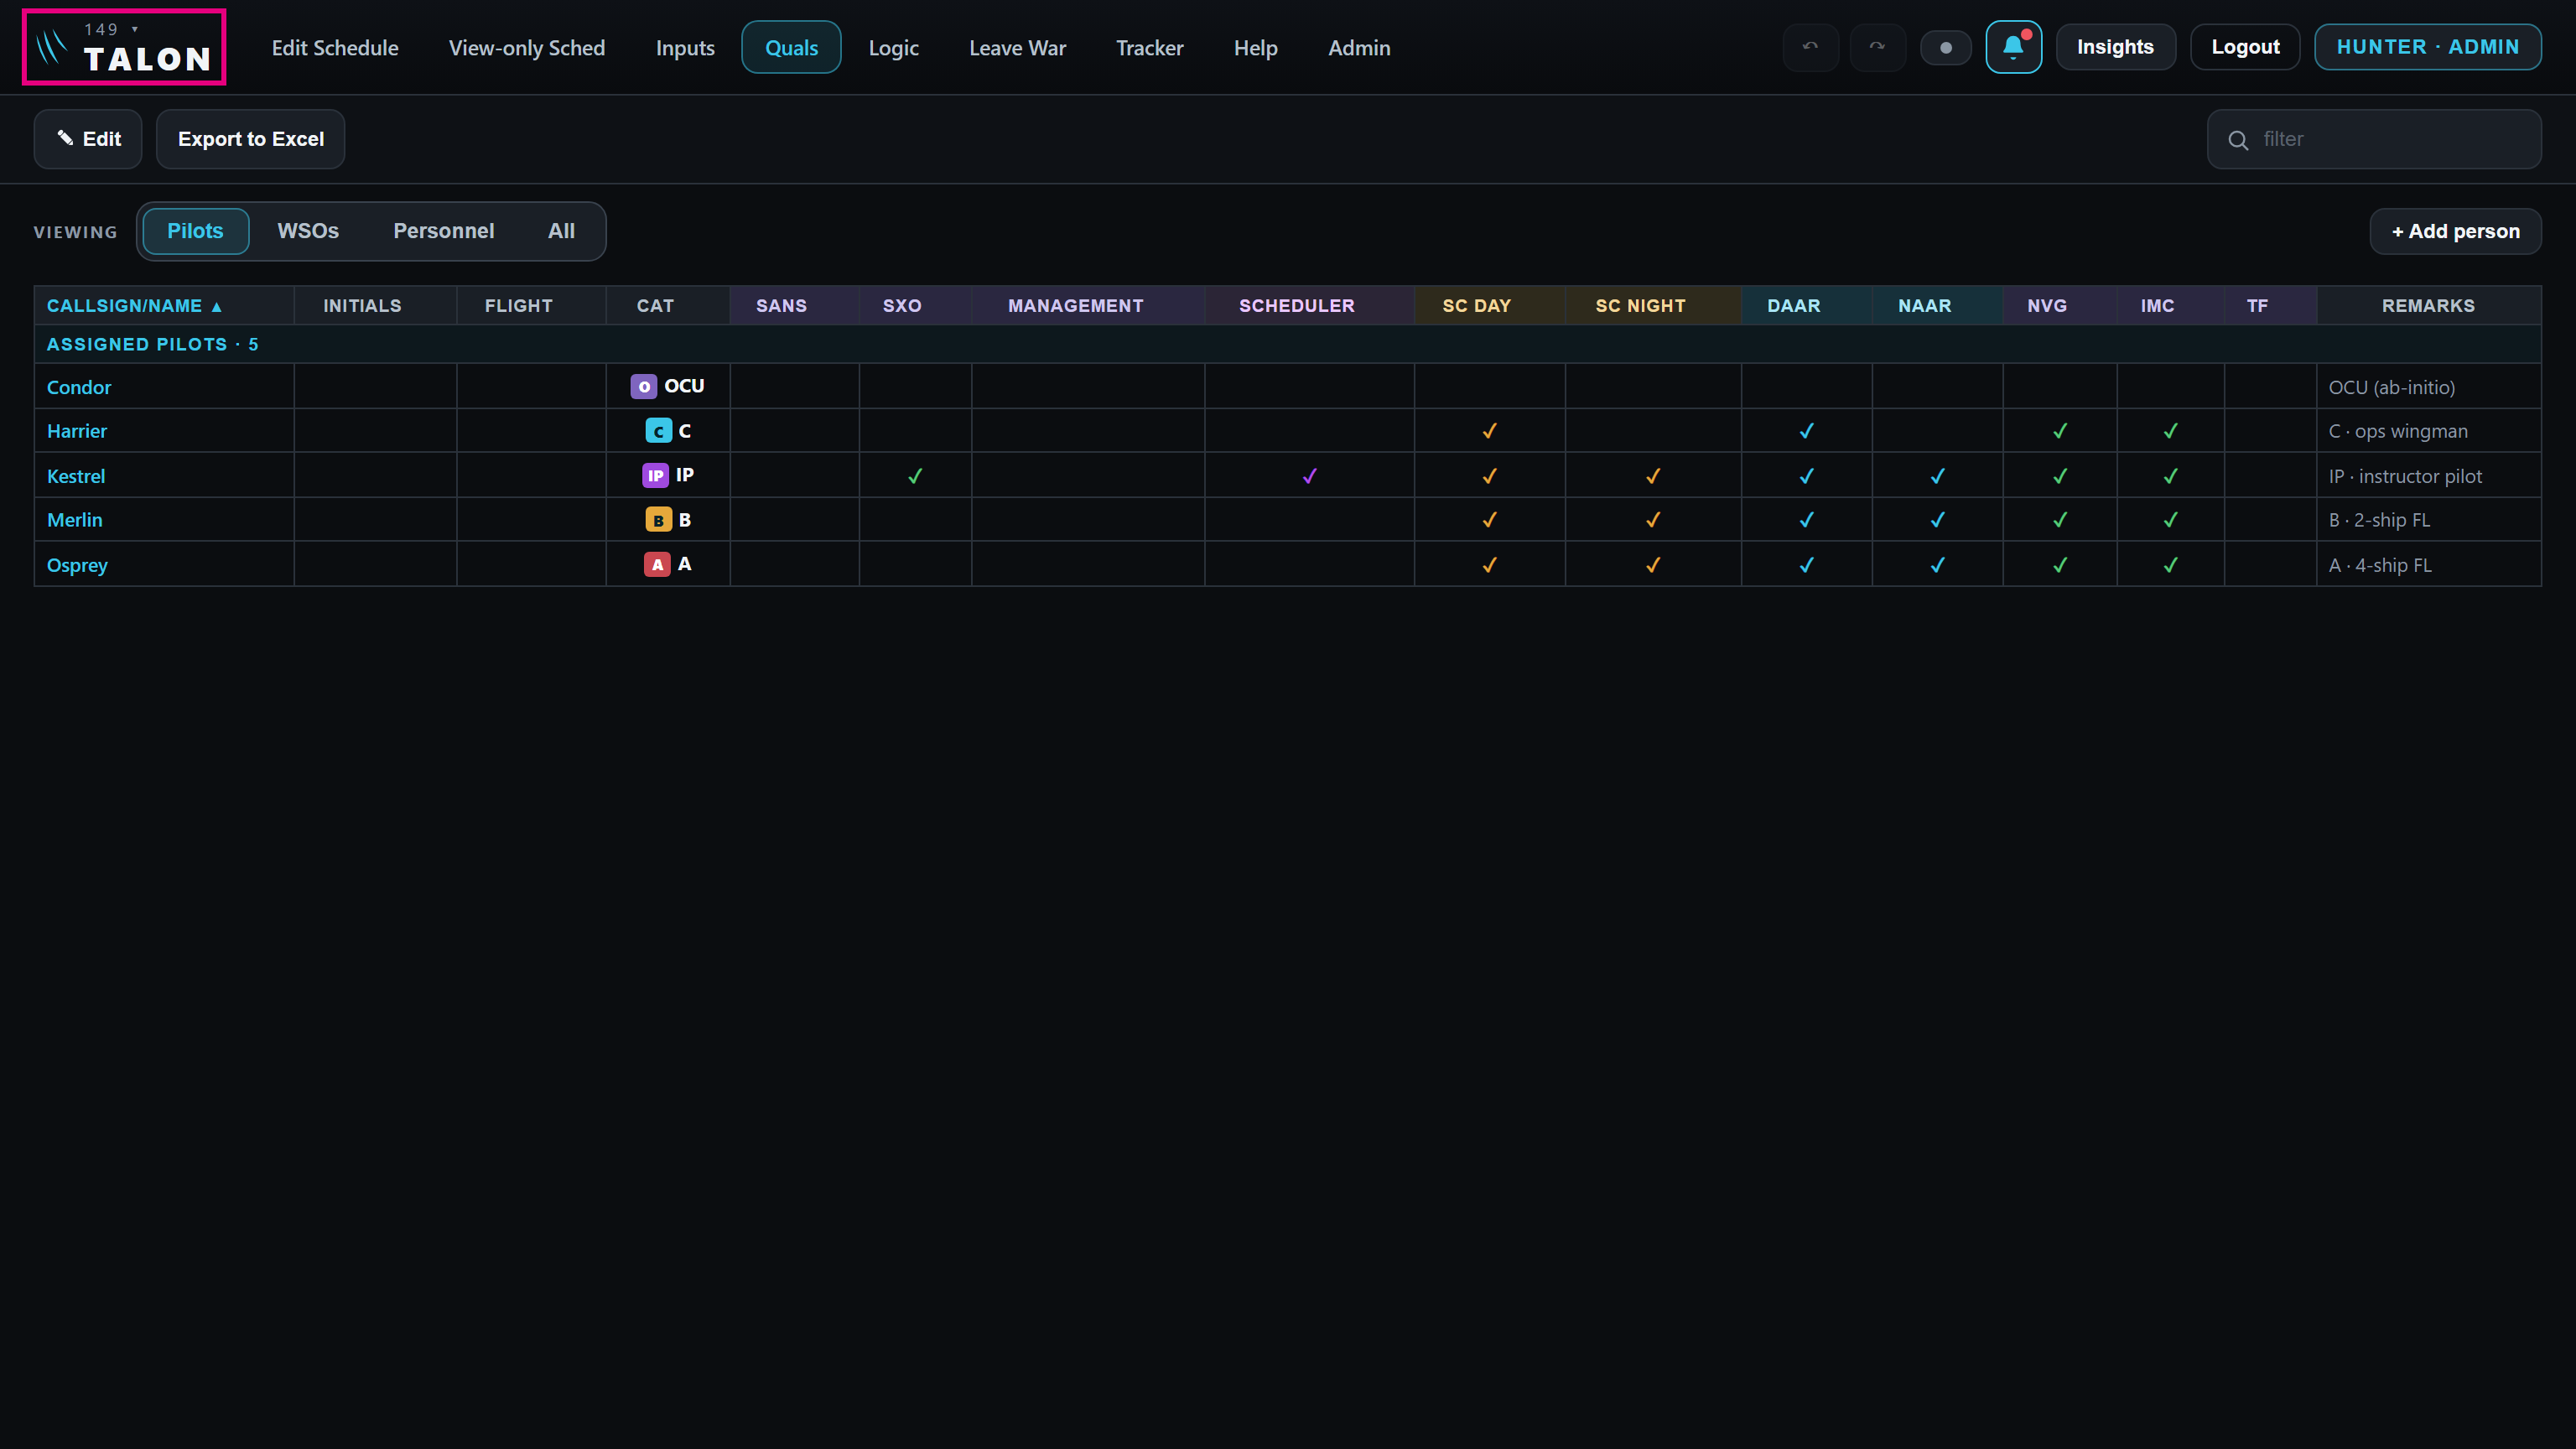 149 ▾
TALON
Edit Schedule View-only Sched Inputs Quals Logic Leave War Tracker Help Admin Insights Logout HUNTER · ADMIN
Edit Export to Excel filter
VIEWING Pilots WSOs Personnel All + Add person
CALLSIGN/NAME ▲ INITIALS FLIGHT CAT SANS SXO MANAGEMENT SCHEDULER SC DAY SC NIGHT DAAR NAAR NVG IMC TF REMARKS
ASSIGNED PILOTS · 5
Condor O OCU OCU (ab-initio)
Harrier C C ✓ ✓ ✓ ✓ C · ops wingman
Kestrel IP IP ✓ ✓ ✓ ✓ ✓ ✓ ✓ ✓ IP · instructor pilot
Merlin B B ✓ ✓ ✓ ✓ ✓ ✓ B · 2-ship FL
Osprey A A ✓ ✓ ✓ ✓ ✓ ✓ A · 4-ship FL